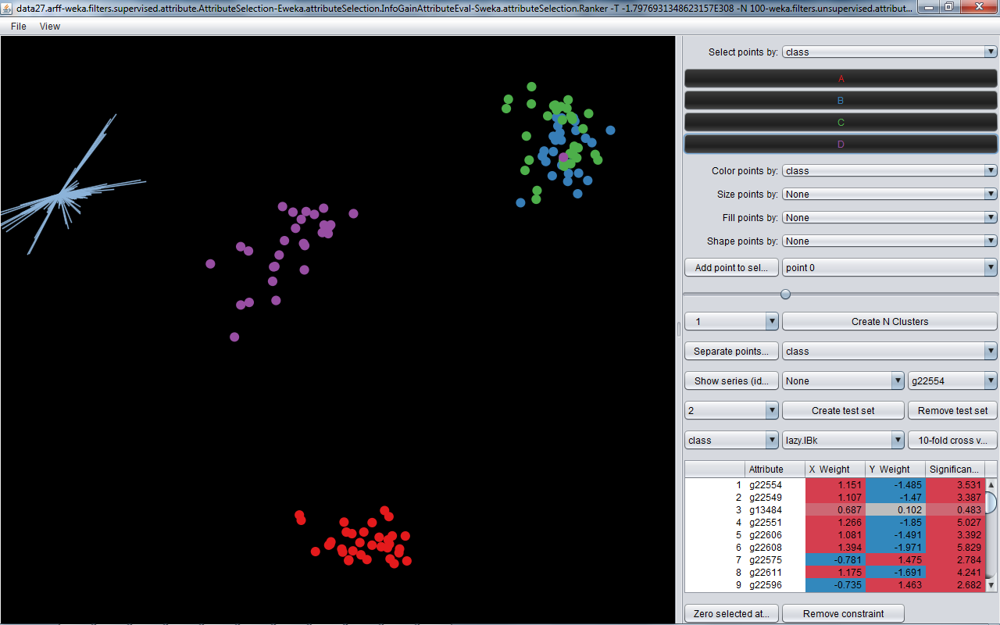 data27.arff-weka.filters.supervised.attribute.AttributeSelection-Eweka.attributeSelection.InfoGainAttributeEval-Sweka.attributeSelection.Ranker -T -1.7976931348623157E308 -N 100-weka.filters.unsupervised.attribut...
File View
Select points by: class
A
B
C
D
Color points by: class
Size points by: None
Fill points by: None
Shape points by: None
Add point to sel... point 0
1 Create N Clusters
Separate points... class
Show series (id... None g22554
2 Create test set Remove test set
class lazy.IBk 10-fold cross v...
Attribute X Weight Y Weight Significan...
1 g22554 1.151 -1.485 3.531
2 g22549 1.107 -1.47 3.387
3 g13484 0.687 0.102 0.483
4 g22551 1.266 -1.85 5.027
5 g22606 1.081 -1.491 3.392
6 g22608 1.394 -1.971 5.829
7 g22575 -0.781 1.475 2.784
8 g22611 1.175 -1.691 4.241
9 g22596 -0.735 1.463 2.682
Zero selected at... Remove constraint